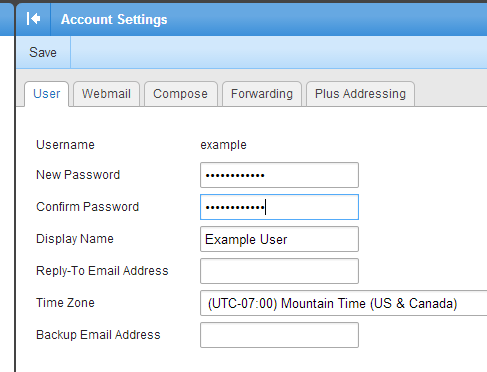 Account Settings
Save
User Webmail Compose Forwarding Plus Addressing
Username example
New Password ••••••••••••
Confirm Password ••••••••••••
Display Name Example User
Reply-To Email Address
Time Zone (UTC-07:00) Mountain Time (US & Canada)
Backup Email Address